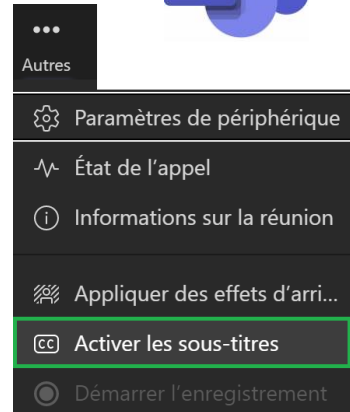 Autres
Paramètres de périphérique
État de l'appel
Informations sur la réunion
Appliquer des effets d'arri...
CC Activer les sous-titres
Démarrer l'enregistrement